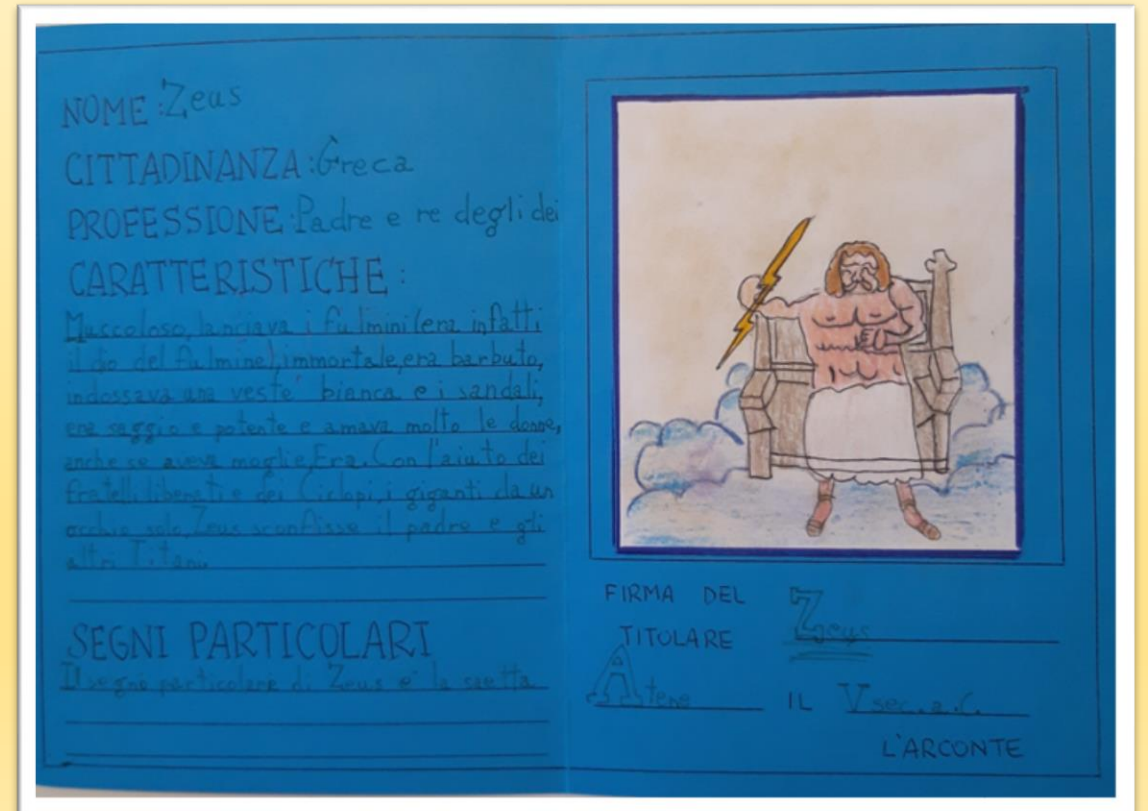 NOME: Zeus
CITTADINANZA: Greca
PROFESSIONE: Padre e re degli dei
CARATTERISTICHE:
Muscoloso, lanciava i fulmini (era infatti
il dio del fulmine), immortale, era barbuto,
indossava una veste bianca e i sandali,
era saggio e potente e amava molto le donne,
anche se aveva moglie, Era. Con l'aiuto dei
fratelli liberati e dei Ciclopi, i giganti da un
occhio solo, Zeus sconfisse il padre e gli
altri Titani.
SEGNI PARTICOLARI
Il segno particolare di Zeus è la saetta
FIRMA DEL Zeus
TITOLARE
Atene IL V sec. a.C.
L'ARCONTE